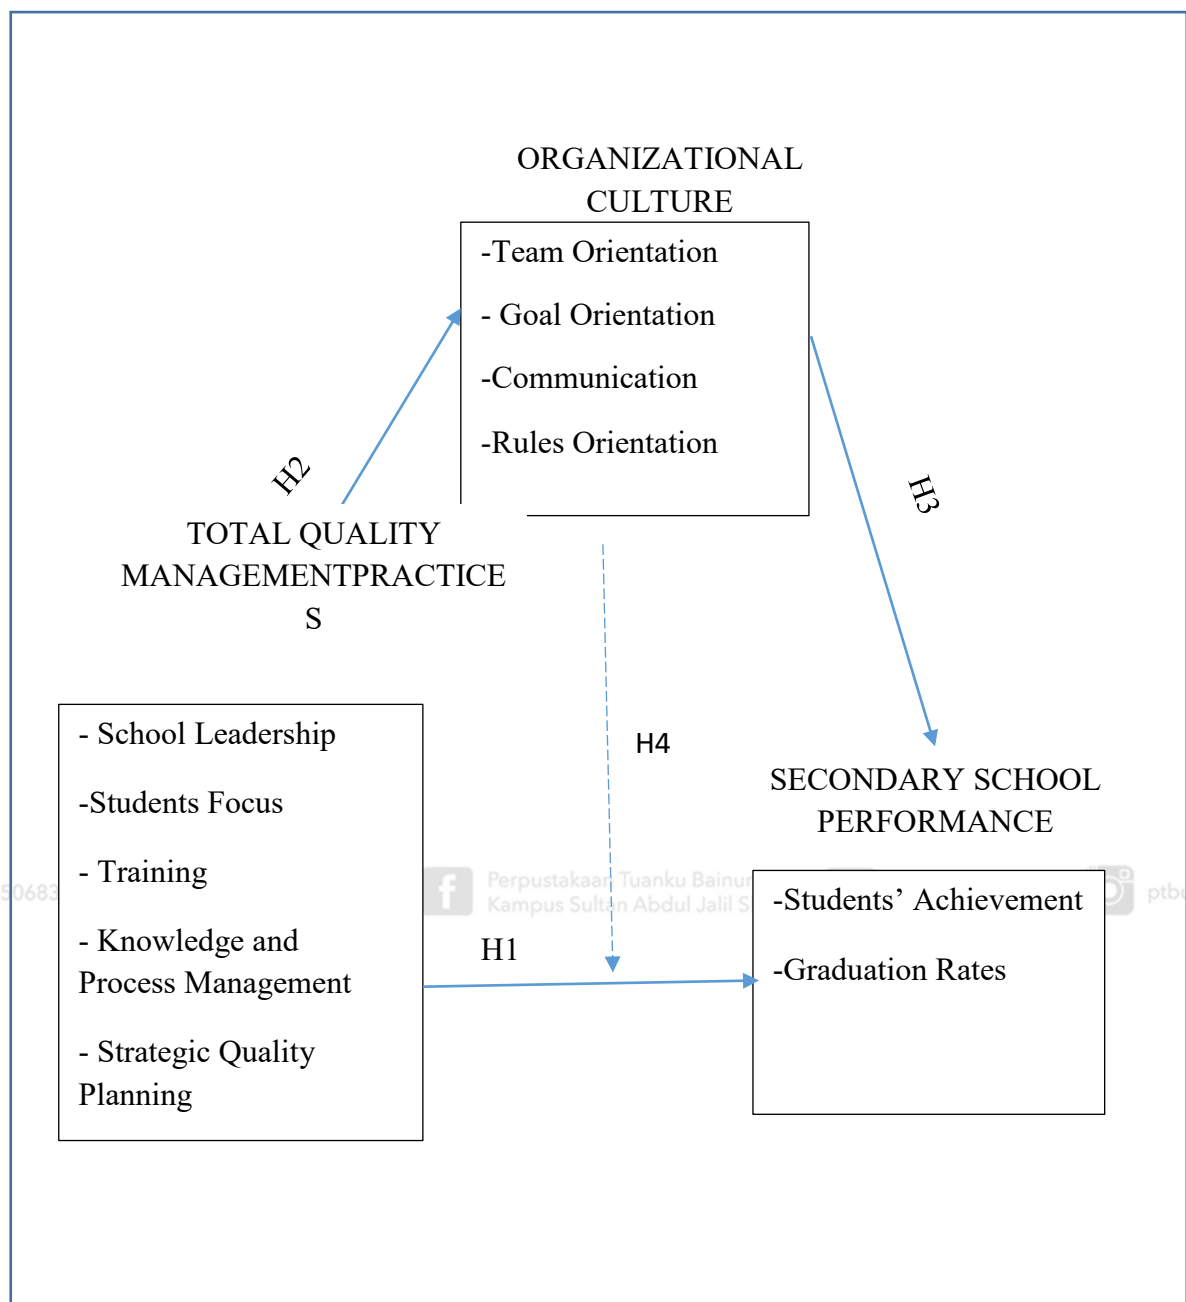 ORGANIZATIONAL
CULTURE
-Team Orientation
- Goal Orientation
-Communication
-Rules Orientation
H2
H3
TOTAL QUALITY
MANAGEMENTPRACTICE
S
- School Leadership
-Students Focus
- Training
- Knowledge and
Process Management
- Strategic Quality
Planning
H4
H1
SECONDARY SCHOOL
PERFORMANCE
-Students’ Achievement
-Graduation Rates
50683
f
Perpustakaan Tuanku
Kampus Sultan Abdul Jalil